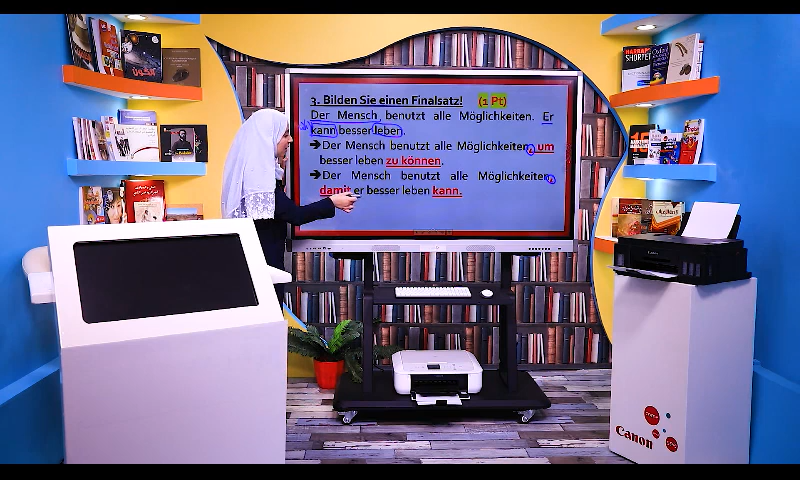 3. Bilden Sie einen Finalsatz! (1 Pt)
Der Mensch benutzt alle Möglichkeiten. Er
kann besser leben.
➔Der Mensch benutzt alle Möglichkeiten, um
besser leben zu können.
➔Der Mensch benutzt alle Möglichkeiten,
damit er besser leben kann.
الكون
Canon